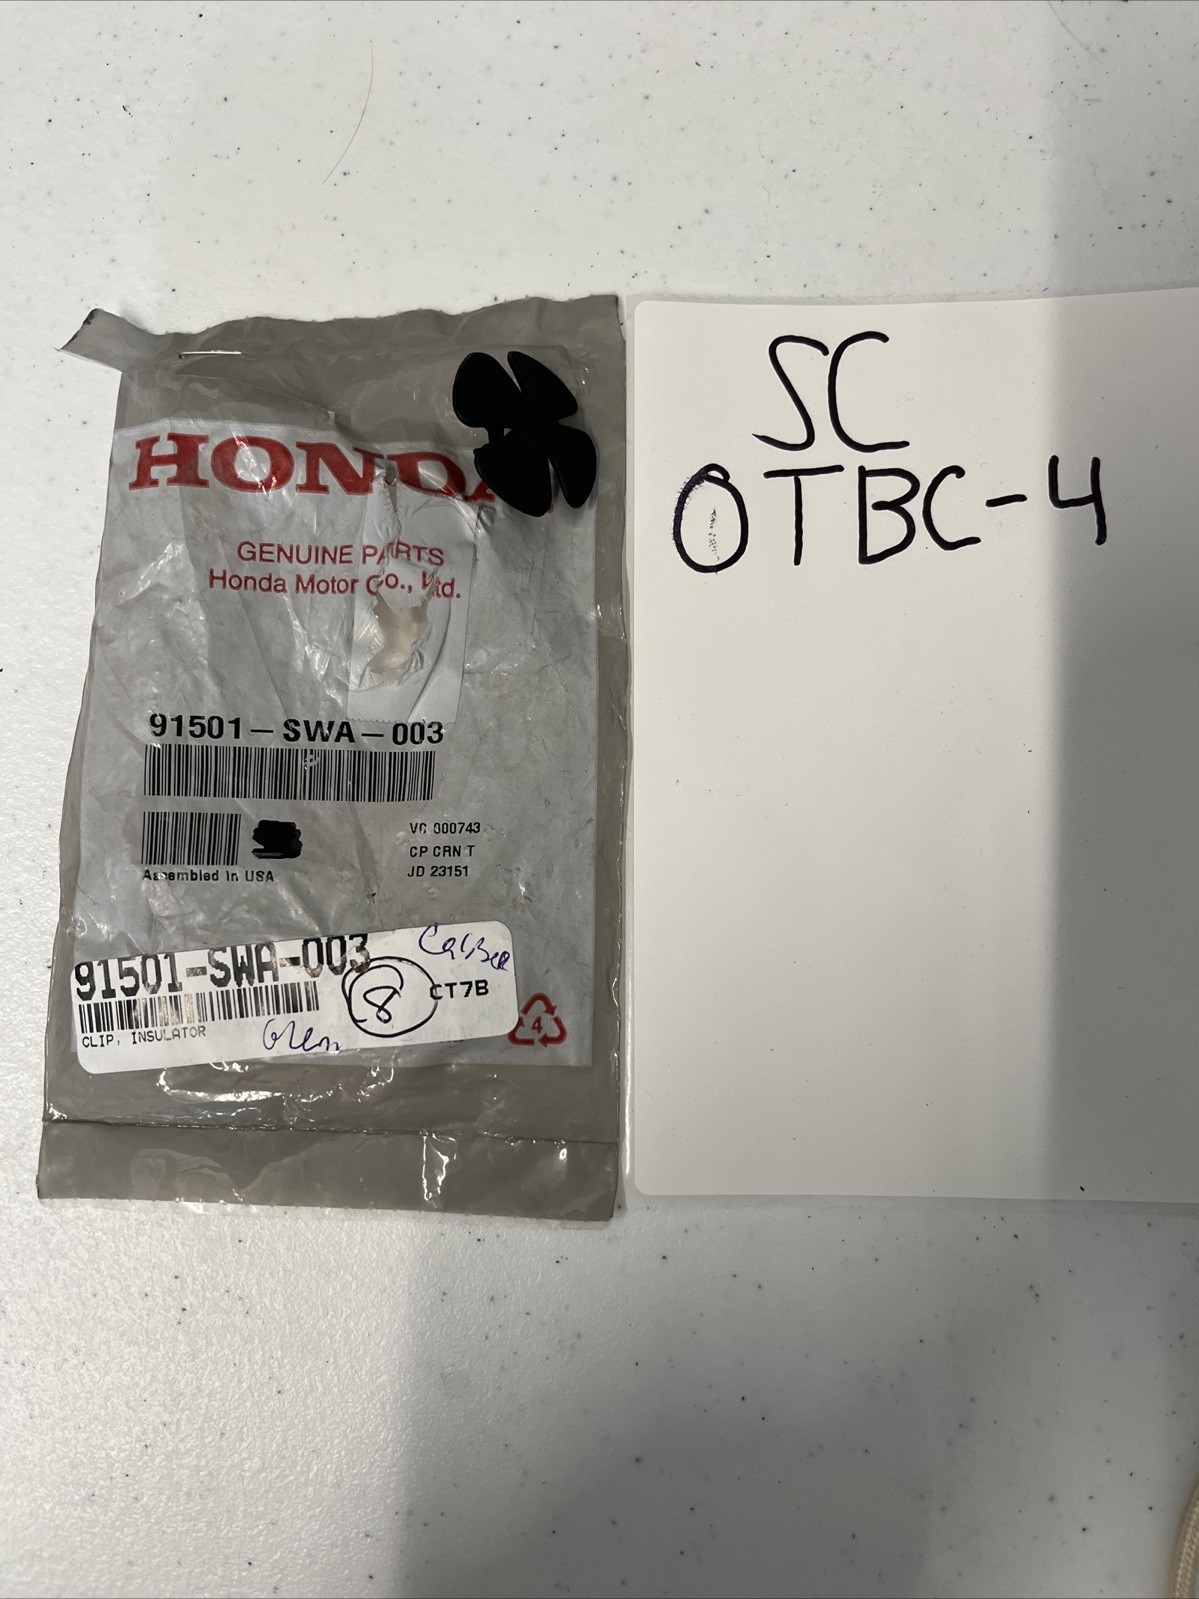 SC
OTBC-4
HONDA
GENUINE PARTS
Honda Motor Co., Ltd.
91501-SWA-003
VC 000743
CP CRN T
JD 23151
Assembled in USA
91501-SWA-003
8
CT7B
CLIP, INSULATOR
4